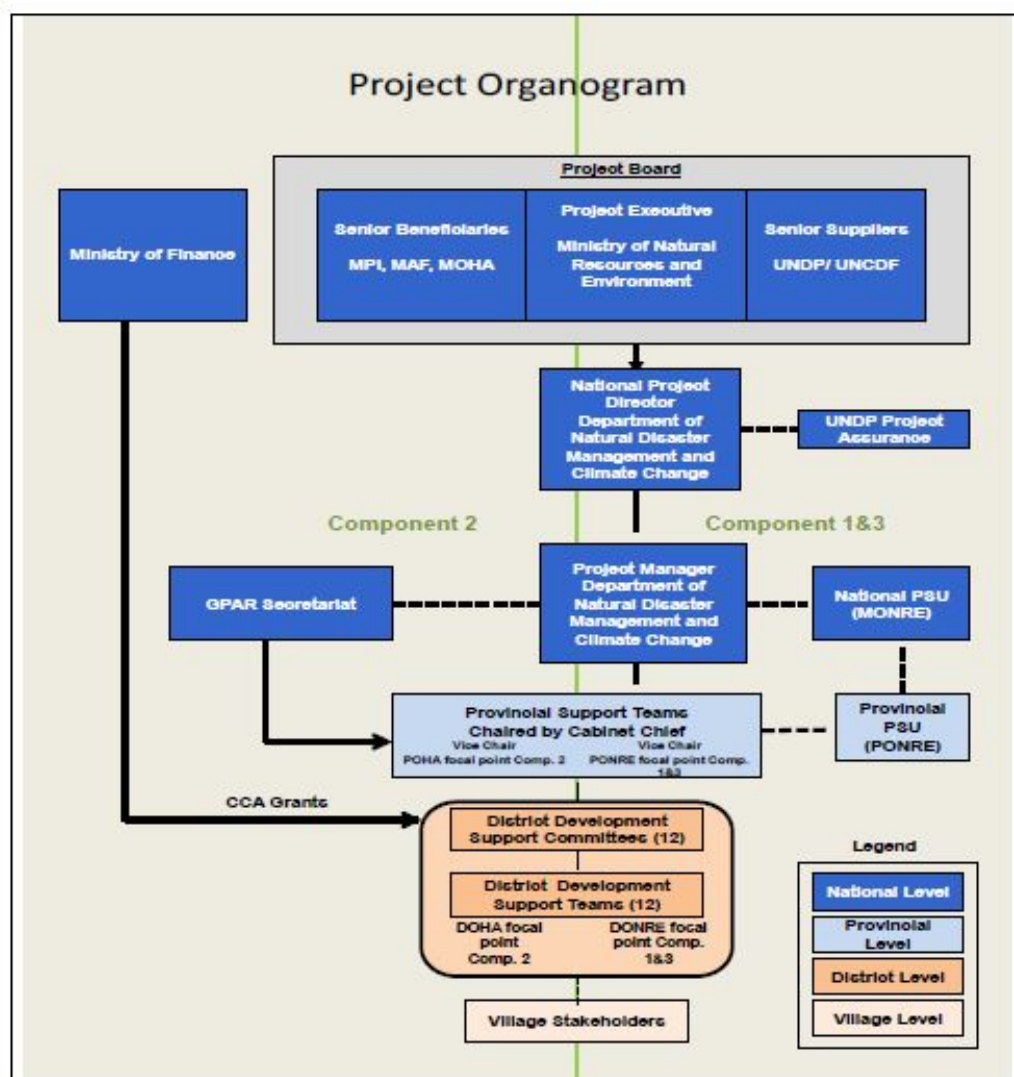 Project Organogram
Project Board
Ministry of Finance
Senior Beneficiaries
MPI, MAF, MOHA
Project Executive
Ministry of Natural
Resources and
Environment
Senior Suppliers
UNDP/ UNCDF
National Project
Director
Department of
Natural Disaster
Management and
Climate Change
UNDP Project
Assurance
Component 2
Component 1&3
GPAR Secretariat
Project Manager
Department of
Natural Disaster
Management and
Climate Change
National PSU
(MONRE)
Provincial Support Teams
Chaired by Cabinet Chief
Vice Chair
POHA focal point Comp. 2
Vice Chair
PONRE focal point Comp.
1&3
Provincial
PSU
(PONRE)
CCA Grants
District Development
Support Committees (12)
District Development
Support Teams (12)
DOHA focal
point
Comp. 2
DONRE focal
point Comp.
1&3
Village Stakeholders
Legend
National Level
Provincial
Level
District Level
Village Level